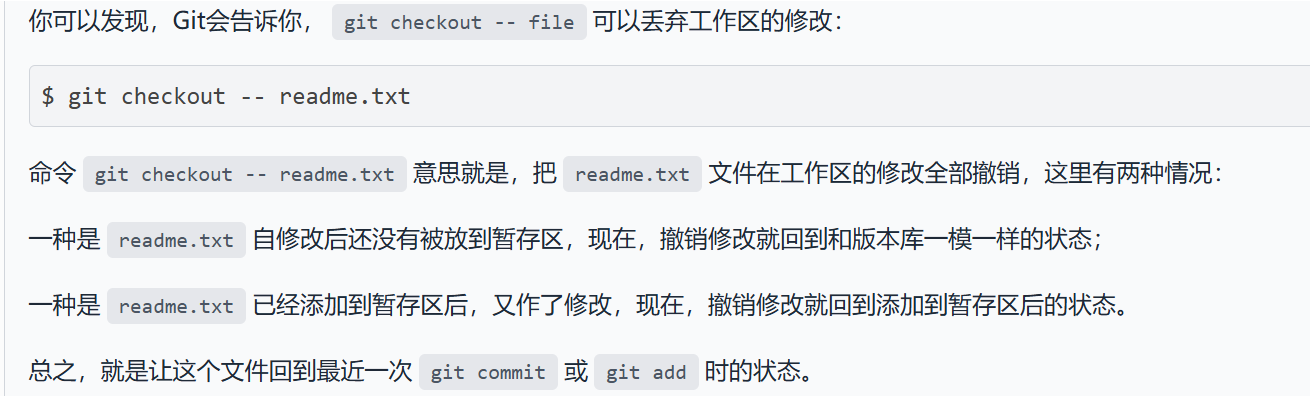 你可以发现，Git会告诉你， git checkout -- file 可以丢弃工作区的修改：
$ git checkout -- readme.txt
命令 git checkout -- readme.txt 意思就是，把 readme.txt 文件在工作区的修改全部撤销，这里有两种情况：
一种是 readme.txt 自修改后还没有被放到暂存区，现在，撤销修改就回到和版本库一模一样的状态；
一种是 readme.txt 已经添加到暂存区后，又作了修改，现在，撤销修改就回到添加到暂存区后的状态。
总之，就是让这个文件回到最近一次 git commit 或 git add 时的状态。